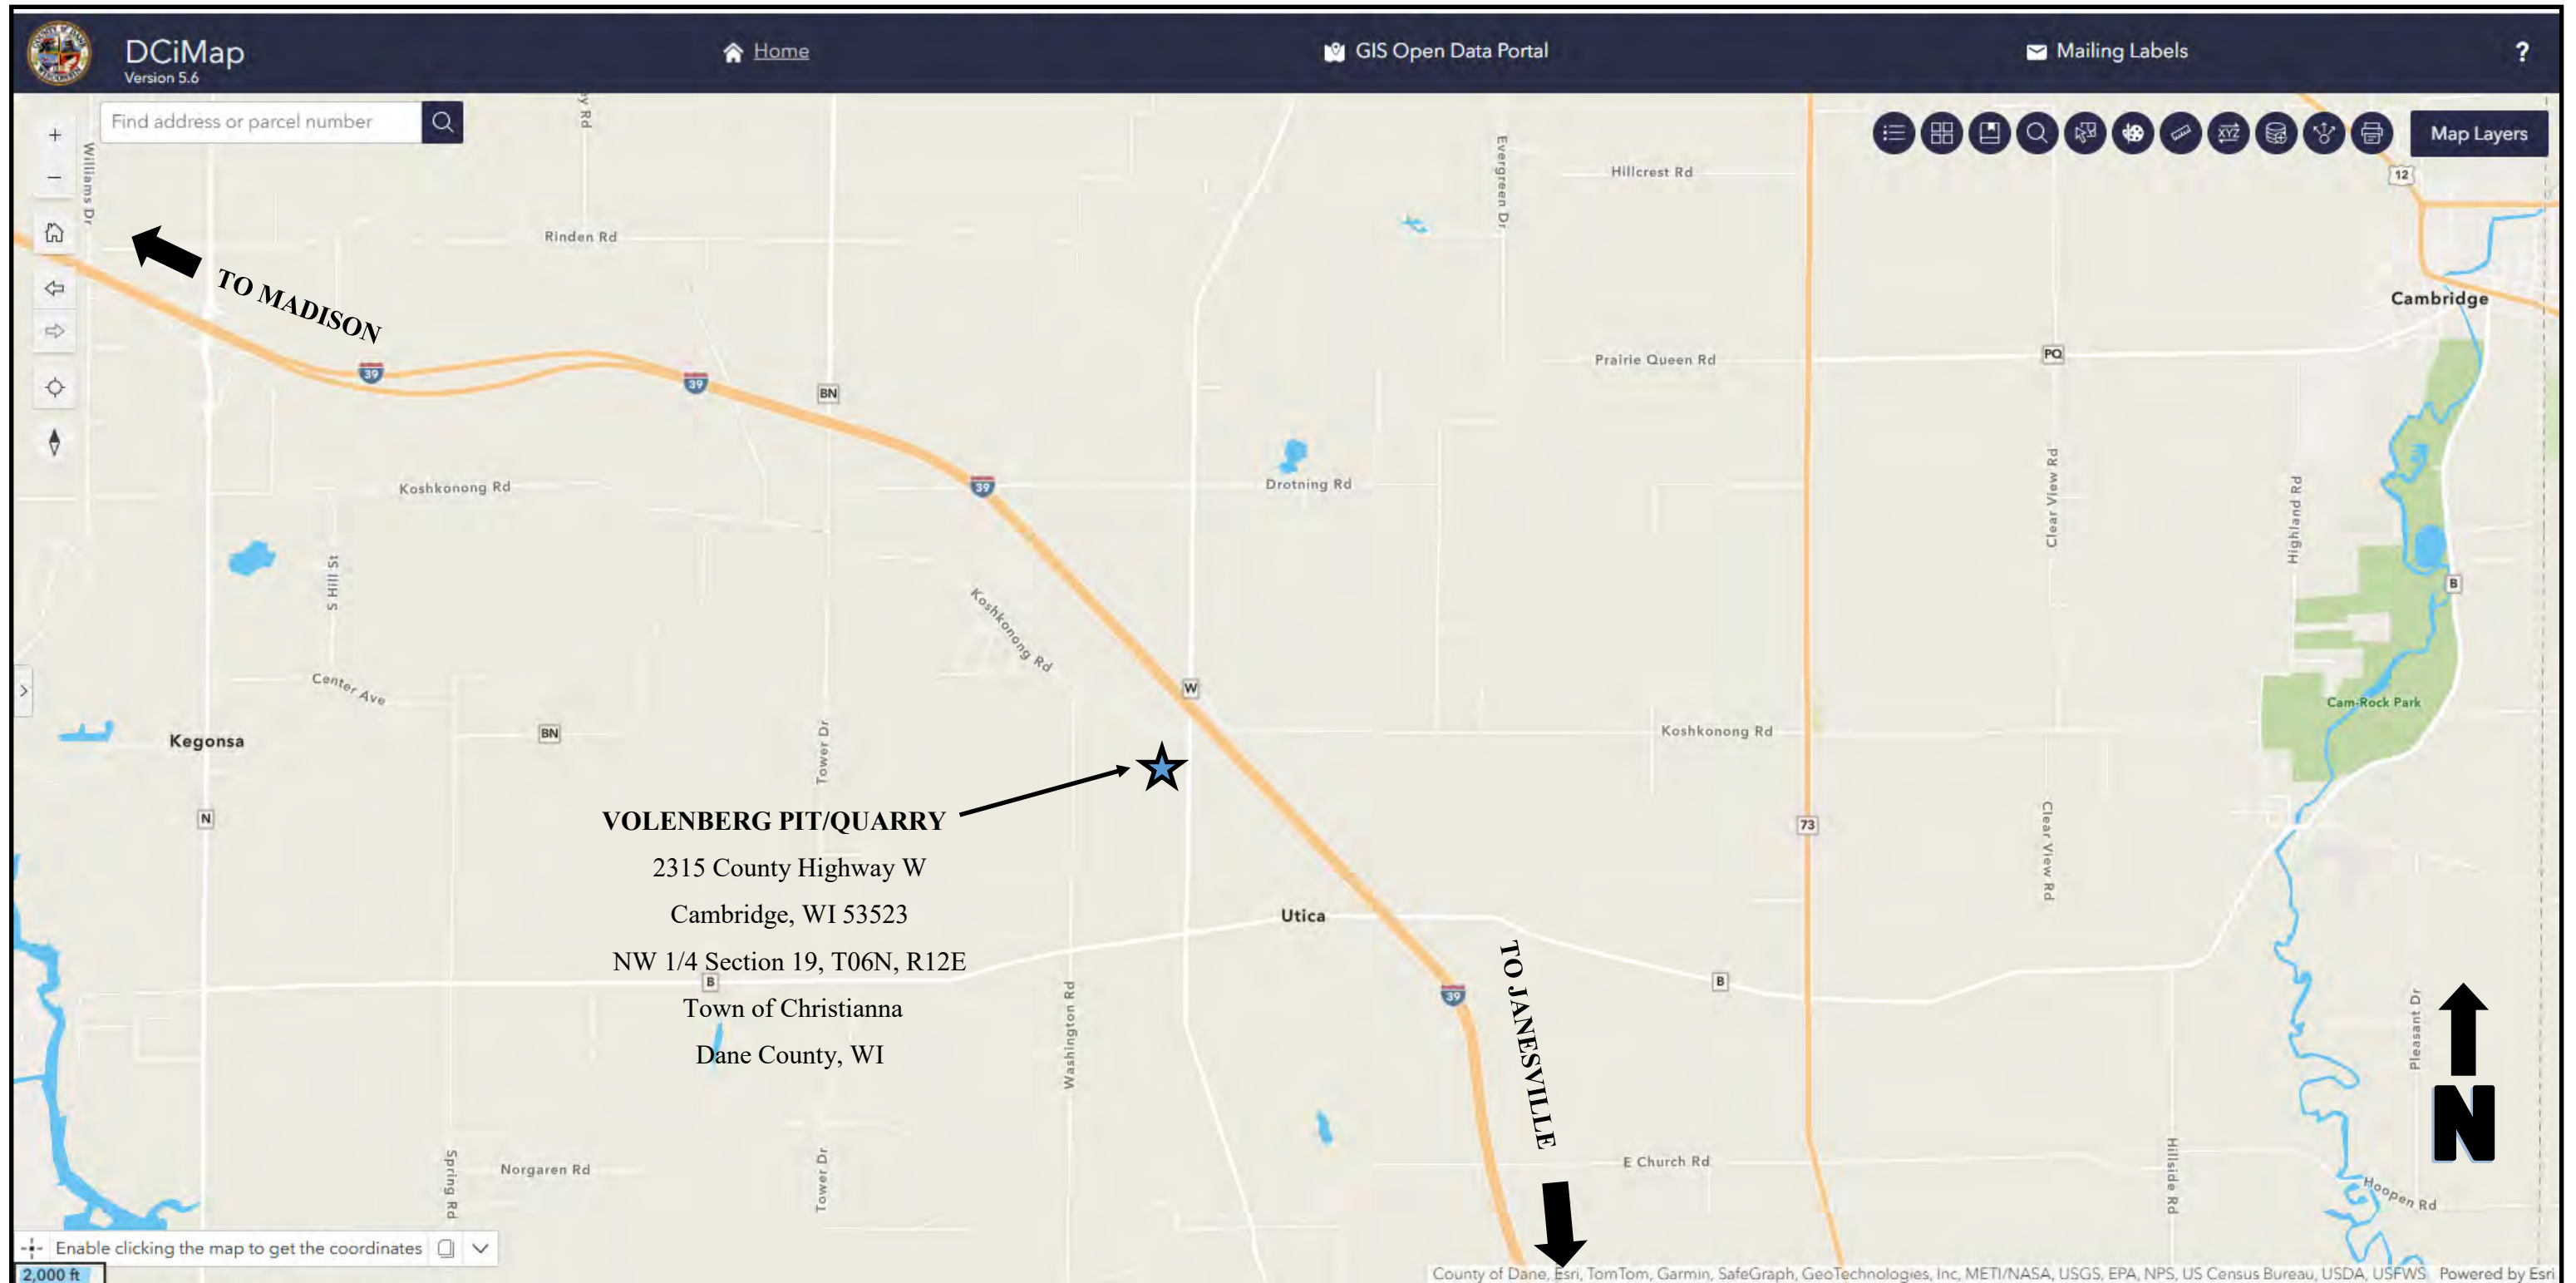 DCiMap
Version 5.6
Home
GIS Open Data Portal
Mailing Labels
?
Find address or parcel number
Map Layers
+
−
XYZ
Williams Dr
y Rd
Evergreen Dr
Hillcrest Rd
12
Rinden Rd
TO MADISON
Cambridge
39
39
BN
Prairie Queen Rd
PQ
Koshkonong Rd
39
Drotning Rd
Clear View Rd
Highland Rd
S Hill St
B
Koshkonong Rd
Center Ave
W
Cam-Rock Park
Kegonsa
BN
Tower Dr
Koshkonong Rd
N
VOLENBERG PIT/QUARRY
2315 County Highway W
Cambridge, WI 53523
NW 1/4 Section 19, T06N, R12E
Town of Christianna
Dane County, WI
73
Clear View Rd
Utica
B
39
TO JANESVILLE
B
Washington Rd
Pleasant Dr
N
Spring Rd
Norgaren Rd
Tower Dr
E Church Rd
Hillside Rd
Hoopen Rd
Enable clicking the map to get the coordinates
2,000 ft
County of Dane, Esri, TomTom, Garmin, SafeGraph, GeoTechnologies, Inc, METI/NASA, USGS, EPA, NPS, US Census Bureau, USDA, USFWS
Powered by Esri